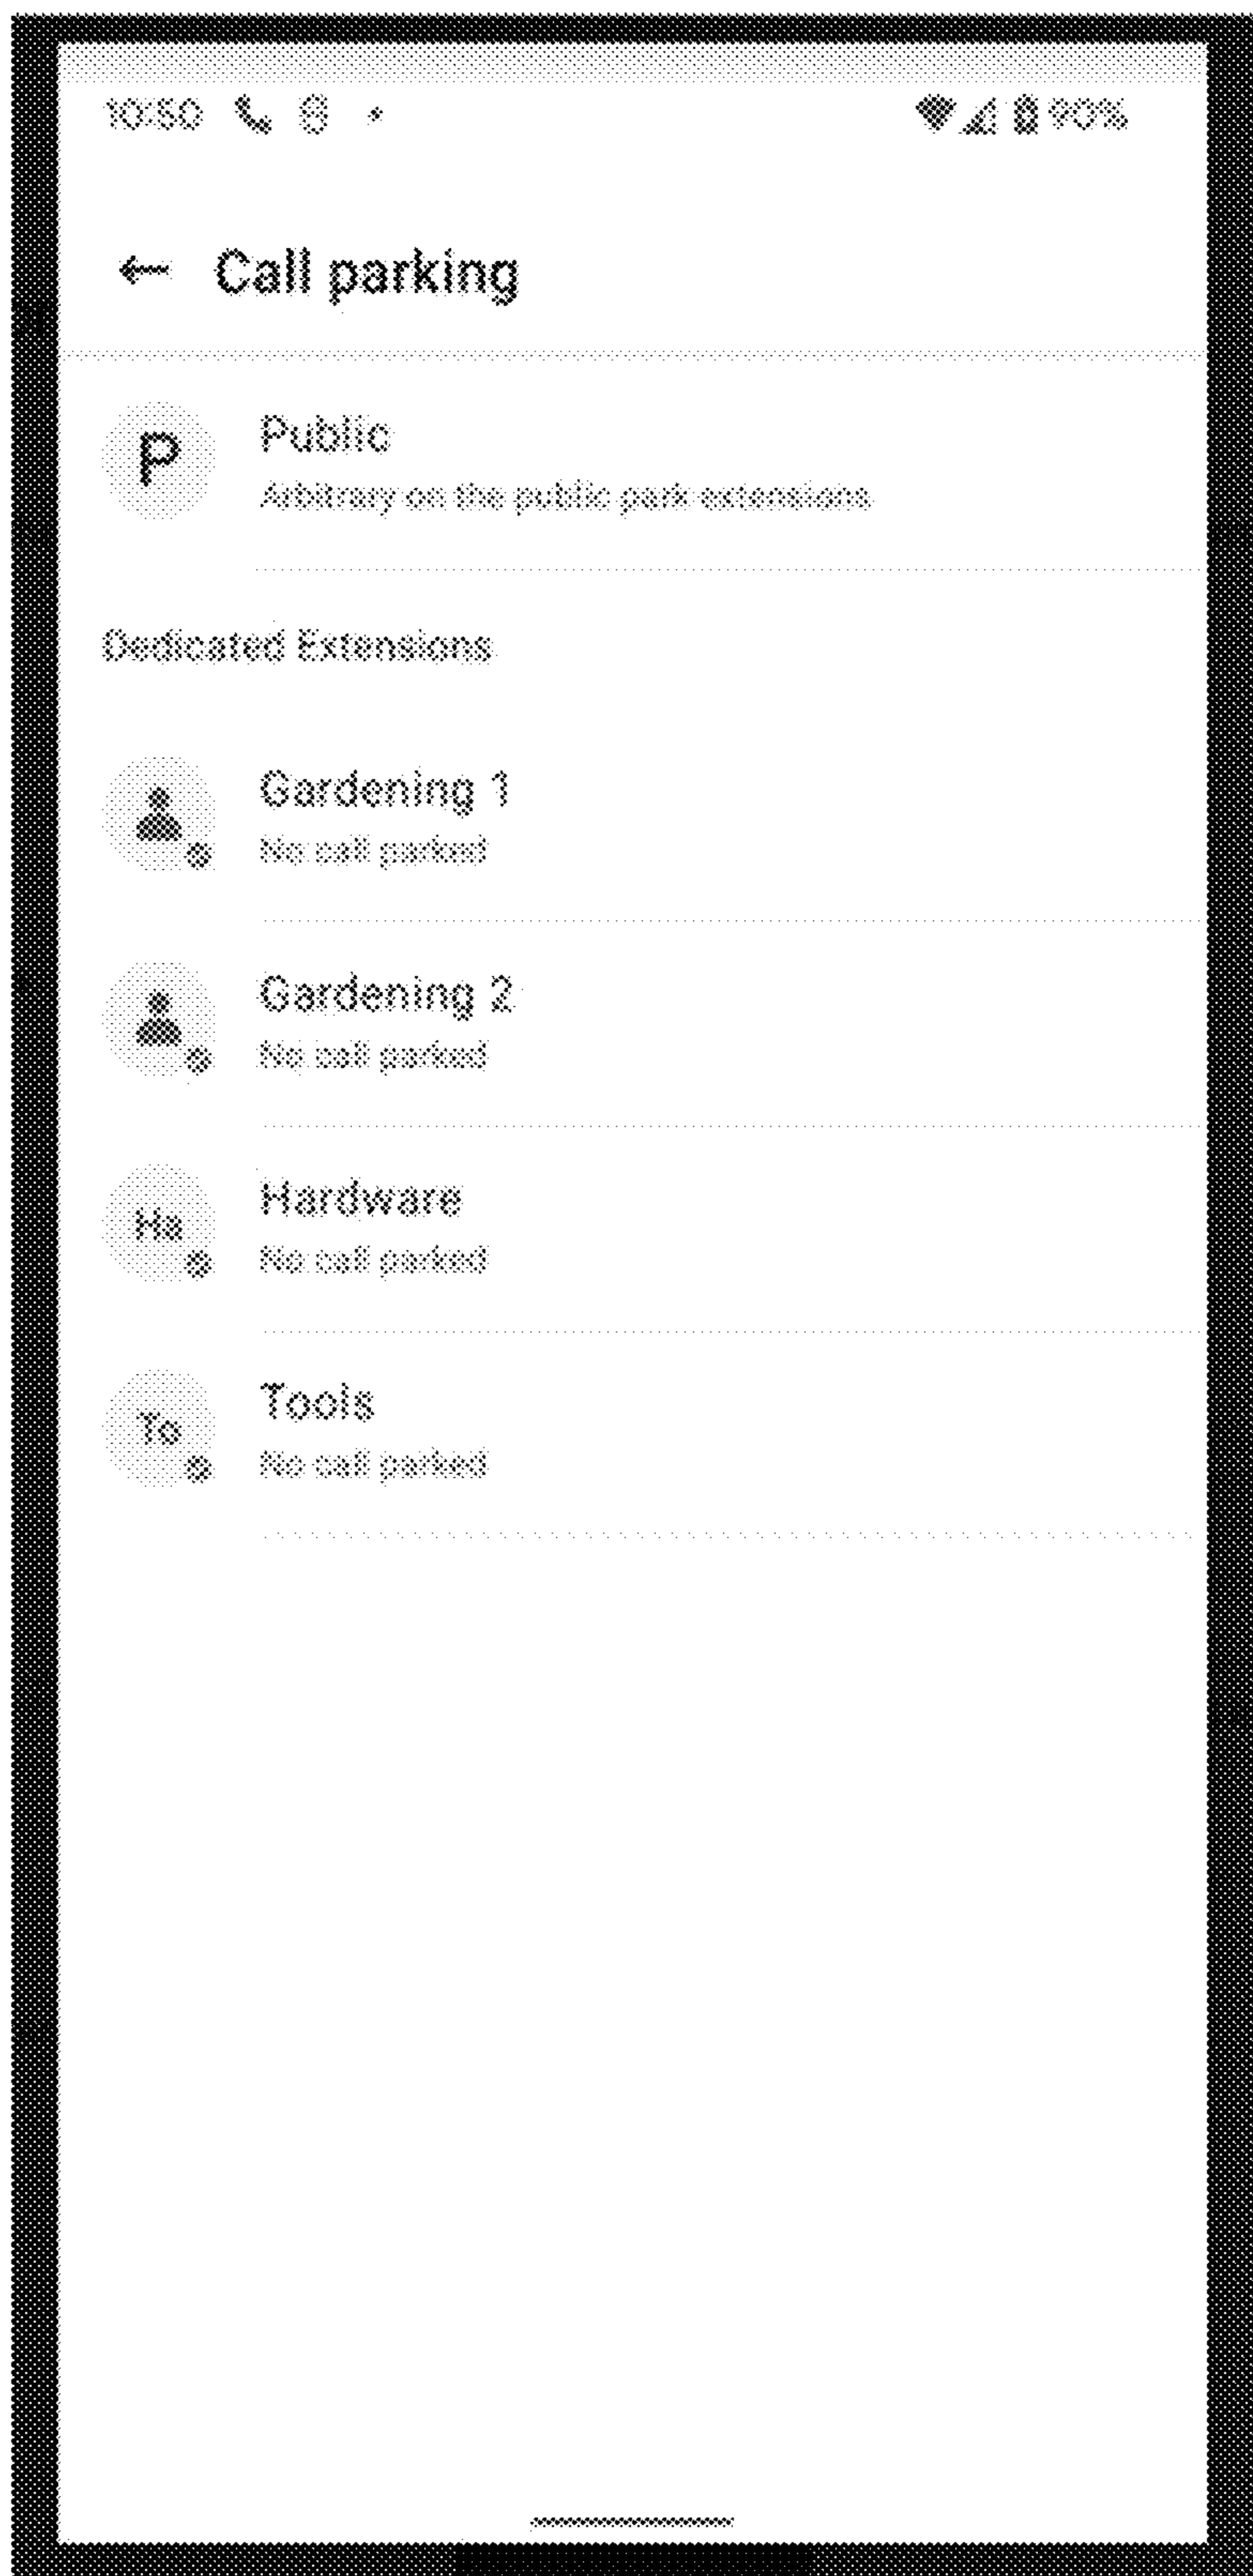 10:50 90%
Call parking
P
Public
Arbitrary on the public park extensions
Dedicated Extensions
Gardening 1
No call parked
Gardening 2
No call parked
Ha
Hardware
No call parked
To
Tools
No call parked